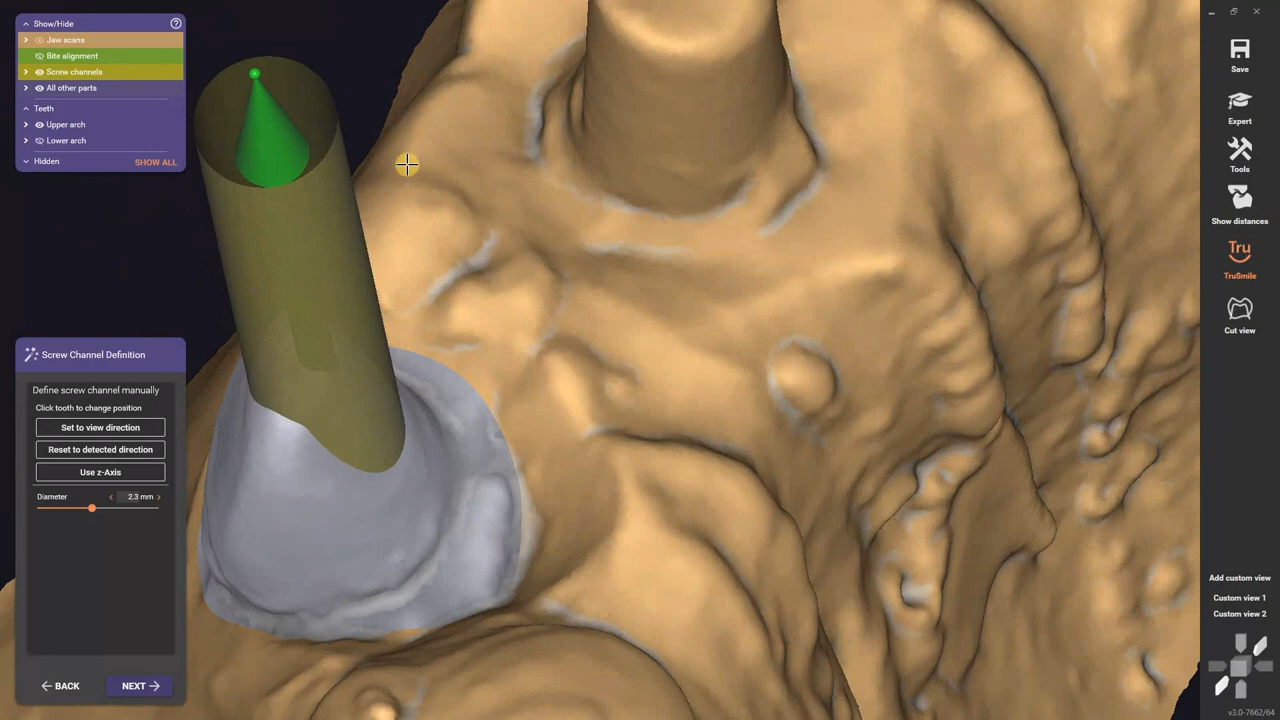 Show/Hide
Jaw scans
Bite alignment
Screw channels
All other parts
Teeth
Upper arch
Lower arch
Hidden SHOW ALL
Screw Channel Definition
Define screw channel manually
Click tooth to change position
Set to view direction
Reset to detected direction
Use z-Axis
Diameter 2.3 mm
BACK NEXT
Save
Expert
Tools
Show distances
Tru
TruSmile
Cut view
Add custom view
Custom view 1
Custom view 2
v3.0-7662/64